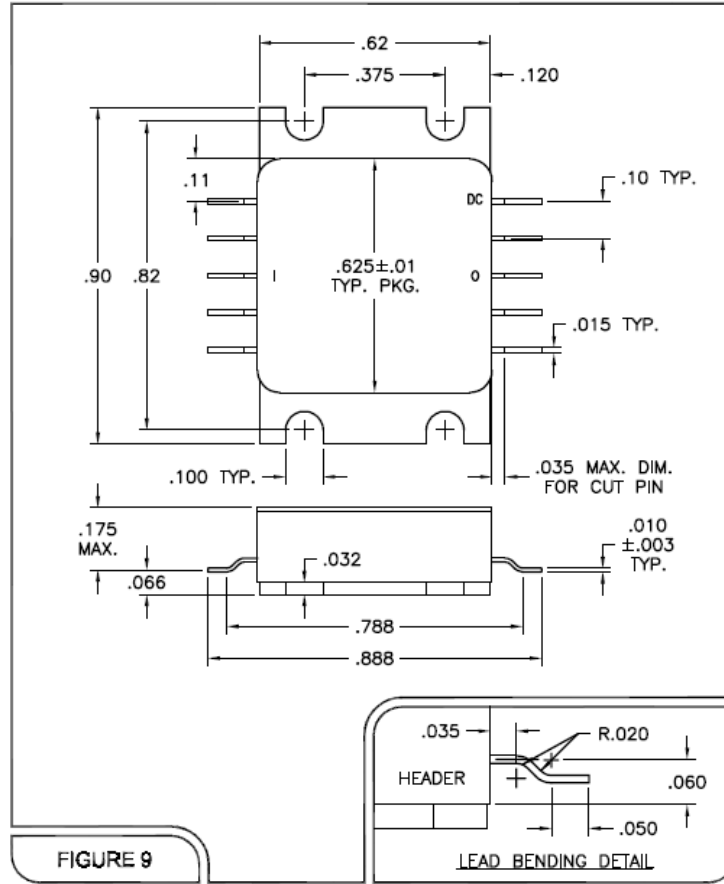 .62
.375
.120
.11
DC
.10 TYP.
.90
.82
.625±.01
TYP. PKG.
I
O
.015 TYP.
.100 TYP.
.035 MAX. DIM.
FOR CUT PIN
.175
MAX.
.010
±.003
TYP.
.032
.066
.788
.888
.035
R.020
HEADER
.060
.050
FIGURE 9
LEAD BENDING DETAIL